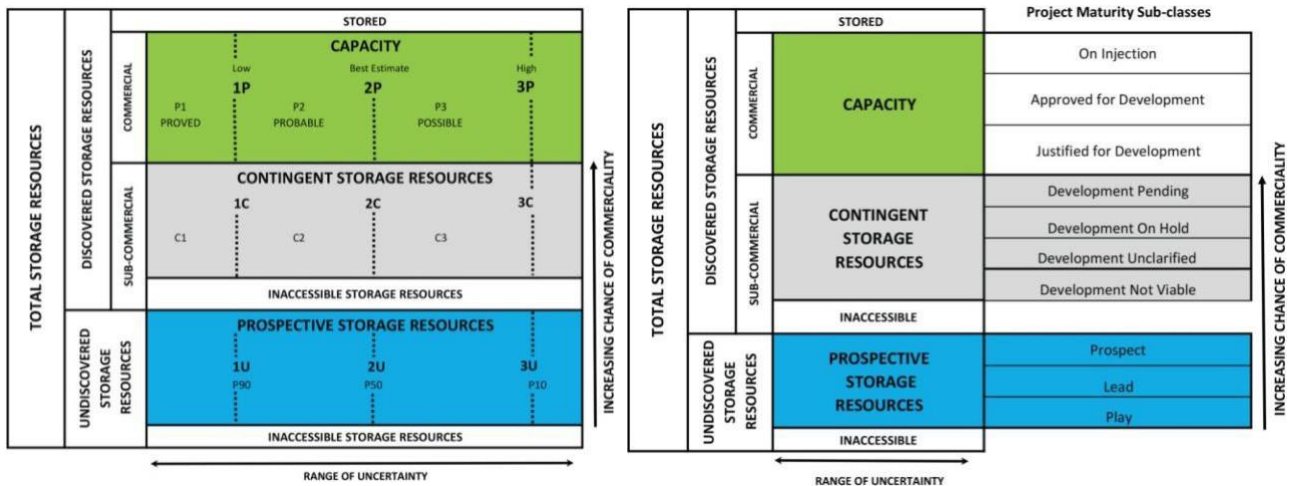 TOTAL STORAGE RESOURCES
DISCOVERED STORAGE RESOURCES
COMMERCIAL
SUB-COMMERCIAL
UNDISCOVERED
STORAGE
RESOURCES
STORED
CAPACITY
Low
Best Estimate
High
1P
2P
3P
P1
P2
P3
PROVED
PROBABLE
POSSIBLE
CONTINGENT STORAGE RESOURCES
1C
2C
3C
C1
C2
C3
INACCESSIBLE STORAGE RESOURCES
PROSPECTIVE STORAGE RESOURCES
1U
2U
3U
P90
P50
P10
INACCESSIBLE STORAGE RESOURCES
RANGE OF UNCERTAINTY
INCREASING CHANCE OF COMMERCIALITY
TOTAL STORAGE RESOURCES
DISCOVERED STORAGE RESOURCES
COMMERCIAL
SUB-COMMERCIAL
UNDISCOVERED
STORAGE
RESOURCES
STORED
Project Maturity Sub-classes
CAPACITY
On Injection
Approved for Development
Justified for Development
CONTINGENT
STORAGE
RESOURCES
Development Pending
Development On Hold
Development Unclarified
Development Not Viable
INACCESSIBLE
PROSPECTIVE
STORAGE
RESOURCES
Prospect
Lead
Play
INACCESSIBLE
RANGE OF UNCERTAINTY
INCREASING CHANCE OF COMMERCIALITY